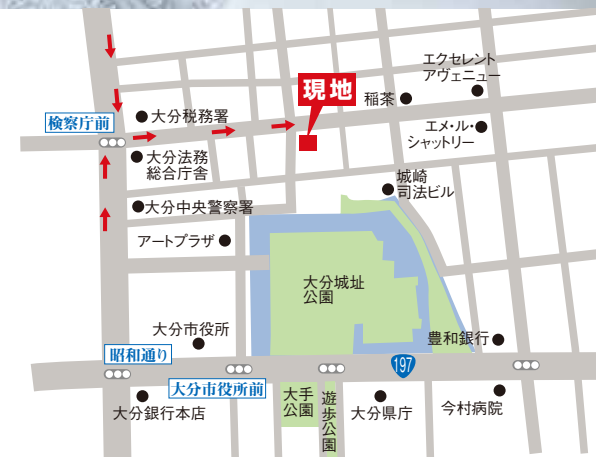 エクセレント
アヴェニュー
現地
稲茶
大分税務署
検察庁前
エメ・ル・
シャットリー
大分法務
総合庁舎
城崎
司法ビル
大分中央警察署
アートプラザ
大分城址
公園
大分市役所
豊和銀行
昭和通り
197
大分市役所前
大手
公園
遊歩公園
大分銀行本店
大分県庁
今村病院